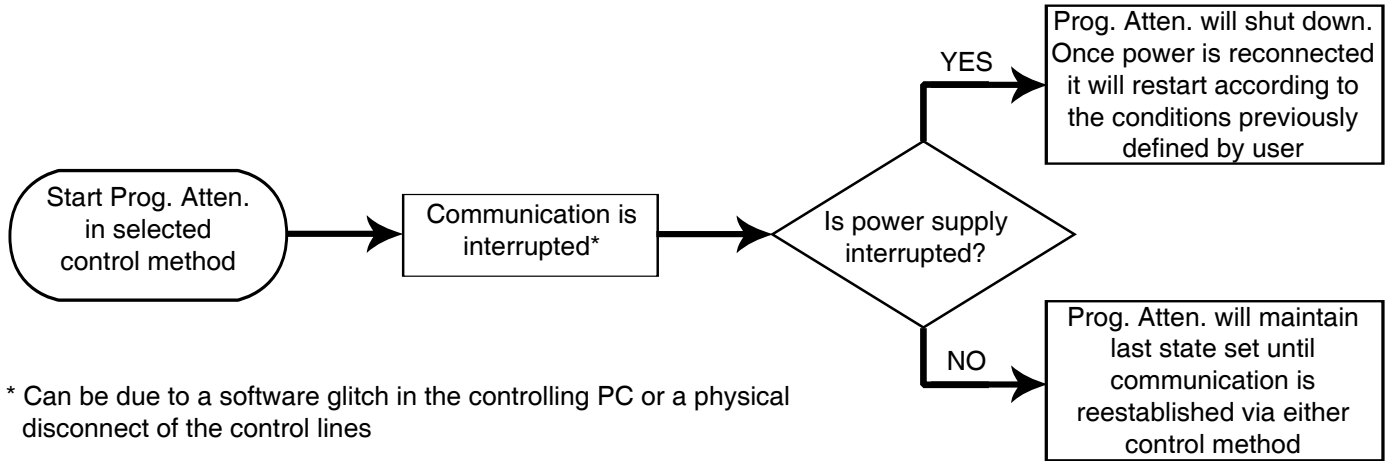 Start Prog. Atten.
in selected
control method
Communication is
interrupted*
Is power supply
interrupted?
YES
Prog. Atten. will shut down.
Once power is reconnected
it will restart according to
the conditions previously
defined by user
NO
Prog. Atten. will maintain
last state set until
communication is
reestablished via either
control method
* Can be due to a software glitch in the controlling PC or a physical
disconnect of the control lines